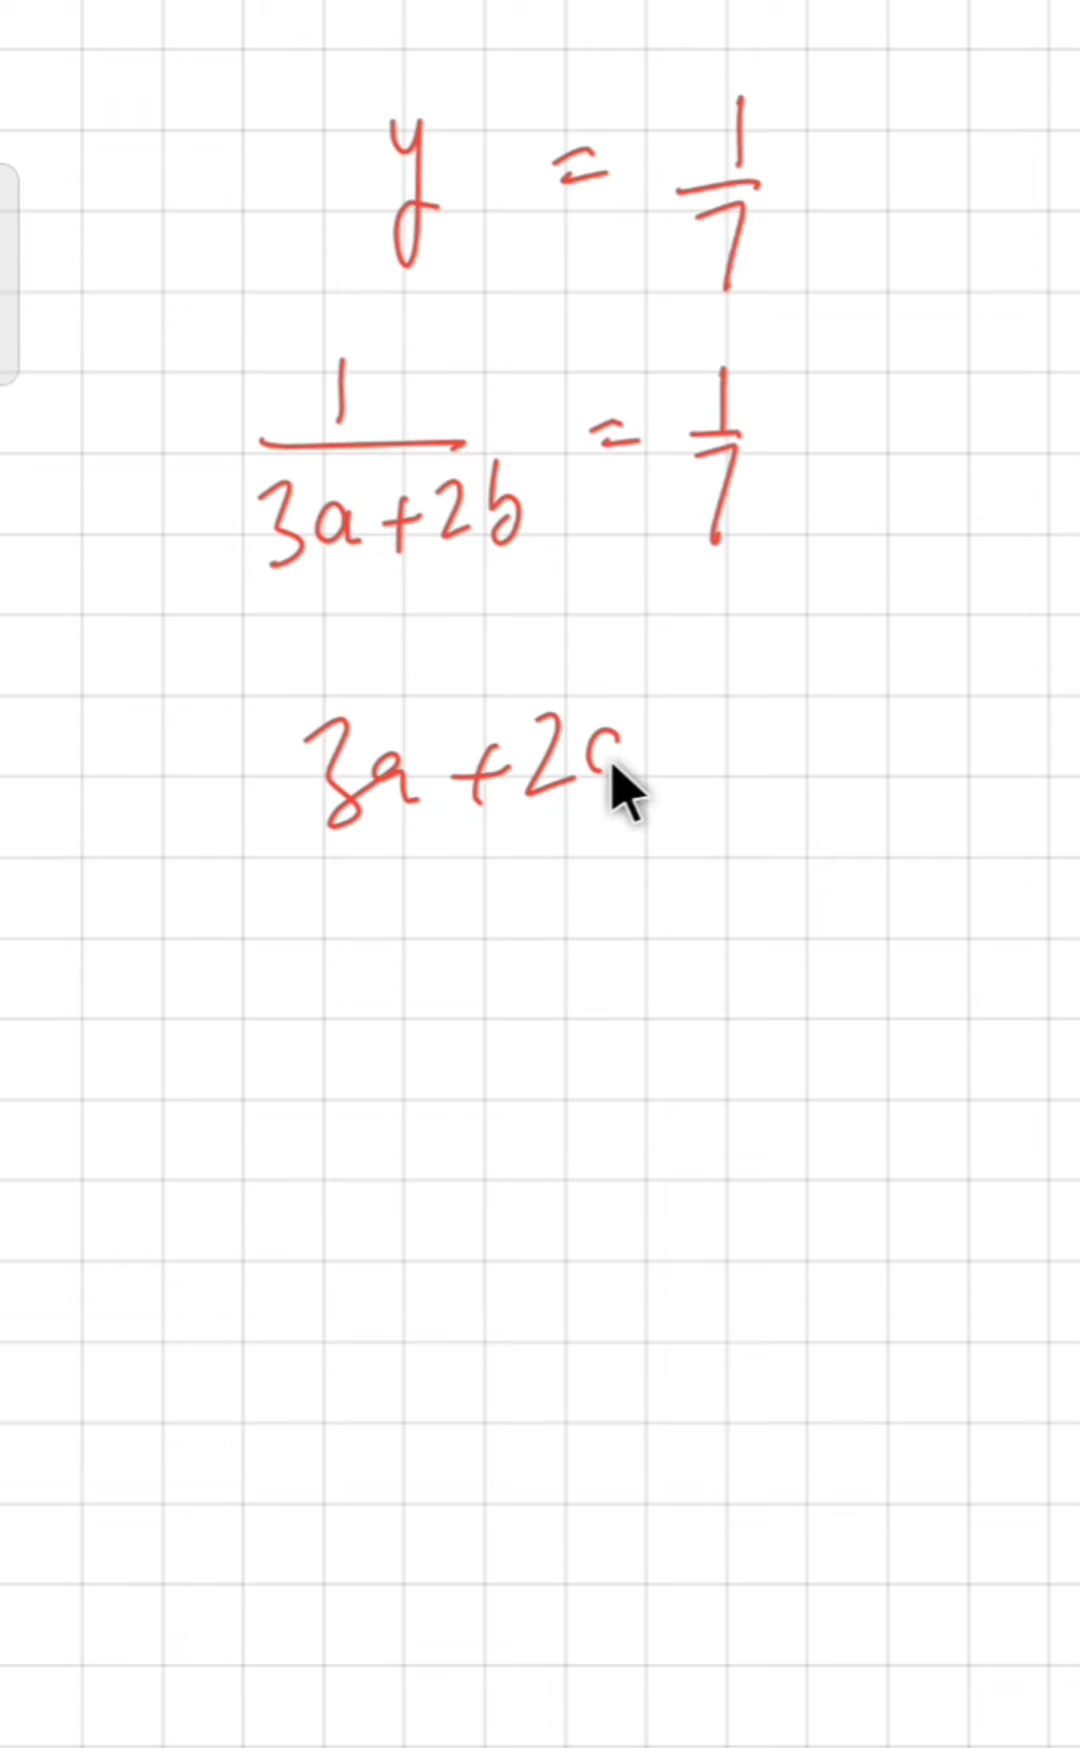 y = 1/7
1/(3a+2b) = 1/7
3a+2